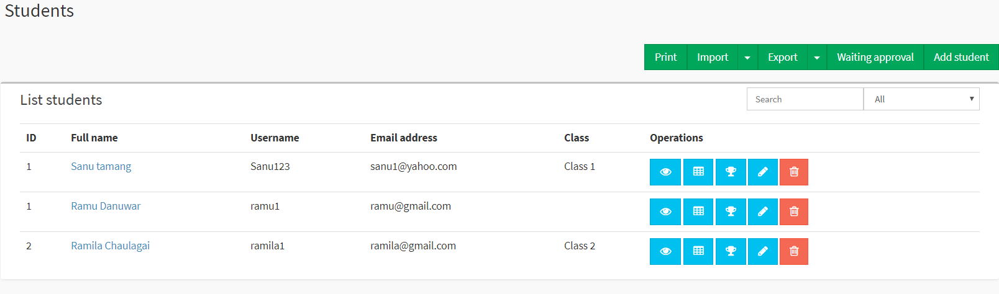 Students
Print Import Export Waiting approval Add student
List students Search All
ID Full name Username Email address Class Operations
1 Sanu tamang Sanu123 sanu1@yahoo.com Class 1
1 Ramu Danuwar ramu1 ramu@gmail.com
2 Ramila Chaulagai ramila1 ramila@gmail.com Class 2